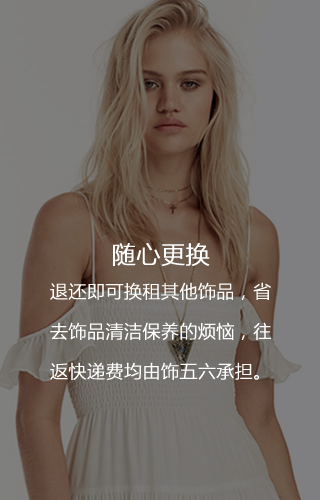 随心更换
退还即可换租其他饰品，省
去饰品清洁保养的烦恼，往
返快递费均由饰五六承担。